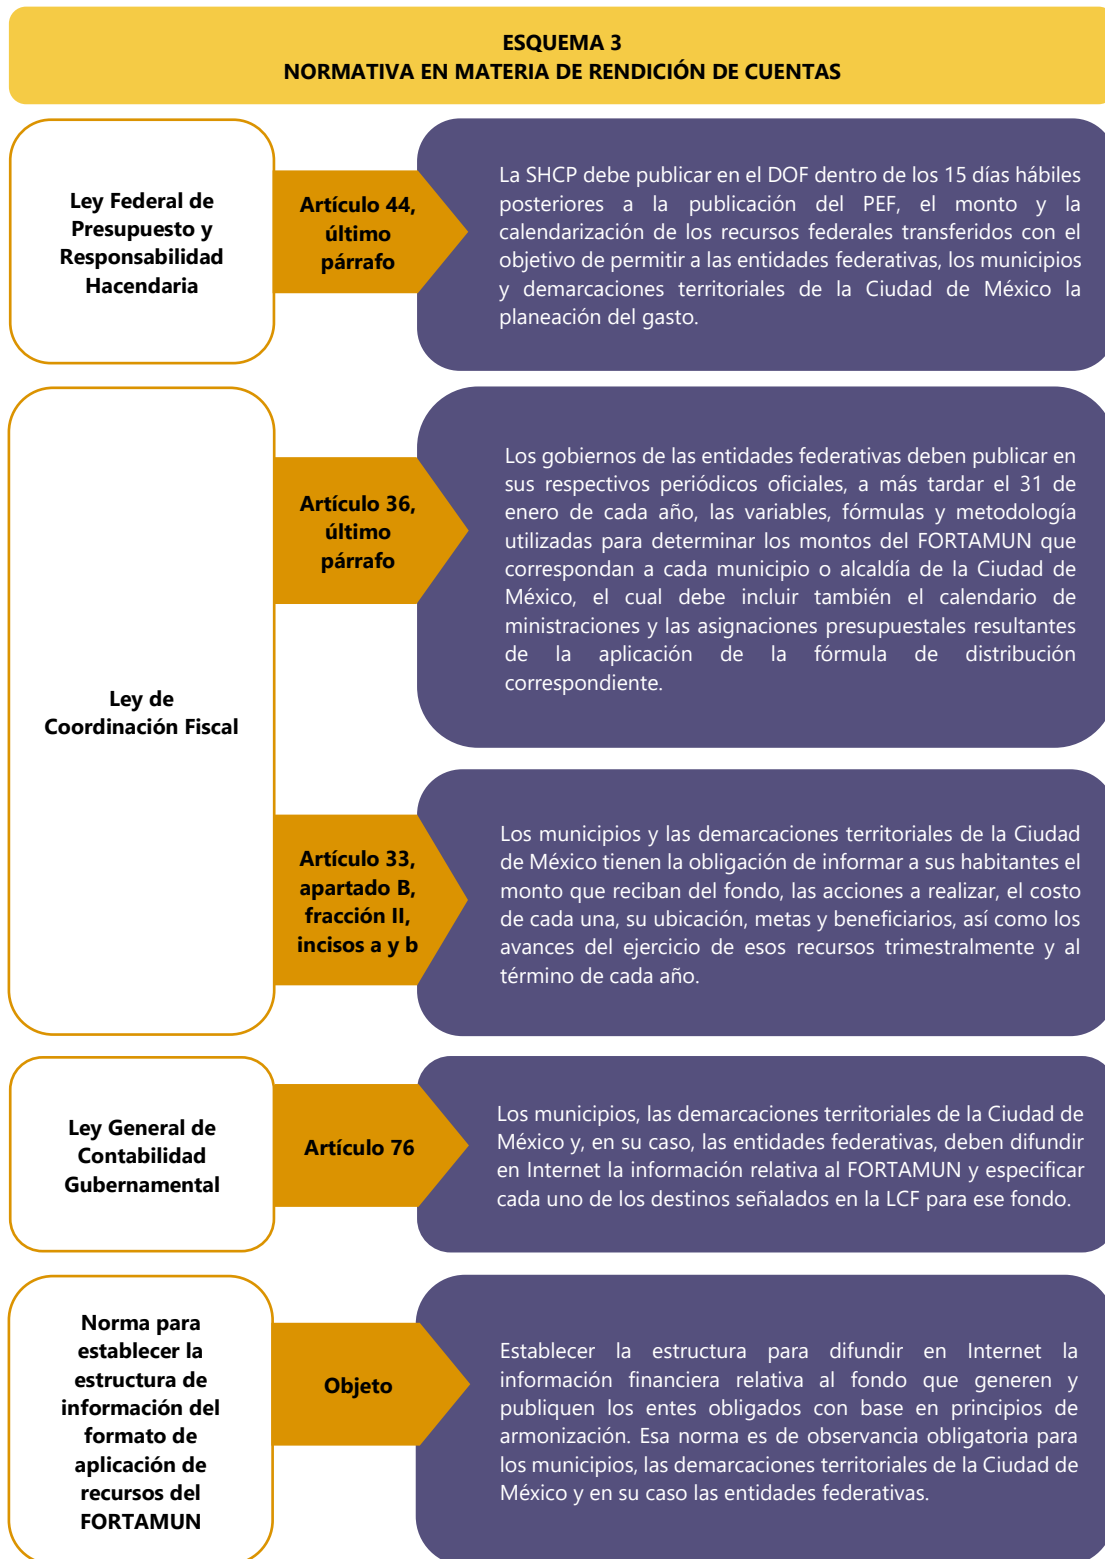 ESQUEMA 3
NORMATIVA EN MATERIA DE RENDICIÓN DE CUENTAS
Ley Federal de
Presupuesto y
Responsabilidad
Hacendaria
Artículo 44,
último
párrafo
La SHCP debe publicar en el DOF dentro de los 15 días hábiles
posteriores a la publicación del PEF, el monto y la
calendarización de los recursos federales transferidos con el
objetivo de permitir a las entidades federativas, los municipios
y demarcaciones territoriales de la Ciudad de México la
planeación del gasto.
Ley de
Coordinación Fiscal
Artículo 36,
último
párrafo
Los gobiernos de las entidades federativas deben publicar en
sus respectivos periódicos oficiales, a más tardar el 31 de
enero de cada año, las variables, fórmulas y metodología
utilizadas para determinar los montos del FORTAMUN que
correspondan a cada municipio o alcaldía de la Ciudad de
México, el cual debe incluir también el calendario de
ministraciones y las asignaciones presupuestales resultantes
de la aplicación de la fórmula de distribución
correspondiente.
Artículo 33,
apartado B,
fracción II,
incisos a y b
Los municipios y las demarcaciones territoriales de la Ciudad
de México tienen la obligación de informar a sus habitantes el
monto que reciban del fondo, las acciones a realizar, el costo
de cada una, su ubicación, metas y beneficiarios, así como los
avances del ejercicio de esos recursos trimestralmente y al
término de cada año.
Ley General de
Contabilidad
Gubernamental
Artículo 76
Los municipios, las demarcaciones territoriales de la Ciudad de
México y, en su caso, las entidades federativas, deben difundir
en Internet la información relativa al FORTAMUN y especificar
cada uno de los destinos señalados en la LCF para ese fondo.
Norma para
establecer la
estructura de
información del
formato de
aplicación de
recursos del
FORTAMUN
Objeto
Establecer la estructura para difundir en Internet la
información financiera relativa al fondo que generen y
publiquen los entes obligados con base en principios de
armonización. Esa norma es de observancia obligatoria para
los municipios, las demarcaciones territoriales de la Ciudad de
México y en su caso las entidades federativas.